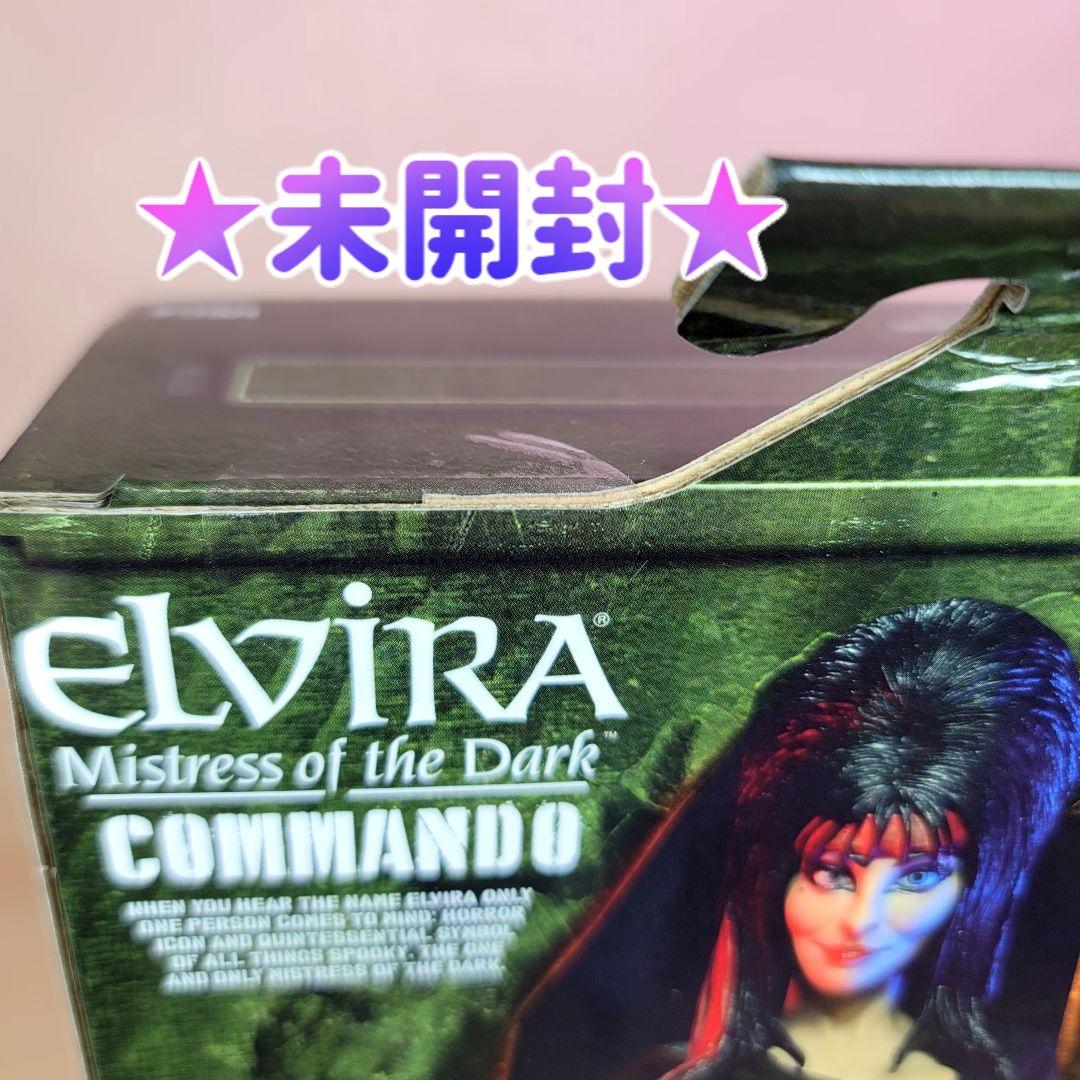 ★未開封★
ELVIRA®
Mistress of the Dark™
COMMANDO
WHEN YOU HEAR THE NAME ELVIRA ONLY
ONE PERSON COMES TO MIND; HORROR
ICON AND QUINTESSENTIAL SYMBOL
OF ALL THINGS SPOOKY. THE ONE
AND ONLY MISTRESS OF THE DARK.